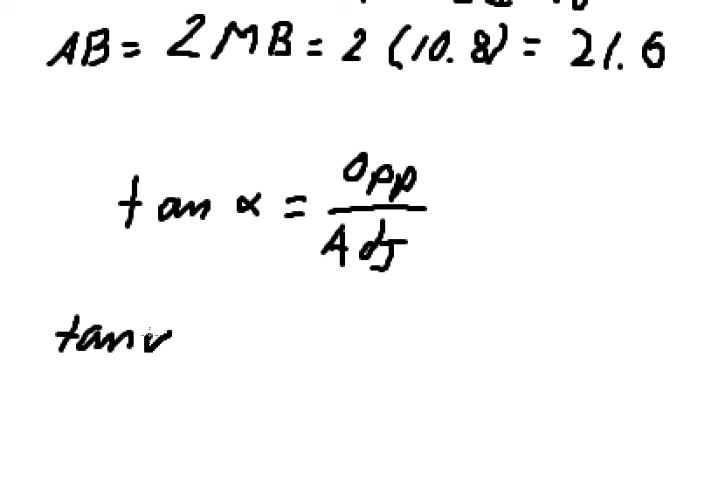 AB = 2MB = 2 (10.8) = 21.6
tan α = Opp / Adj
tan